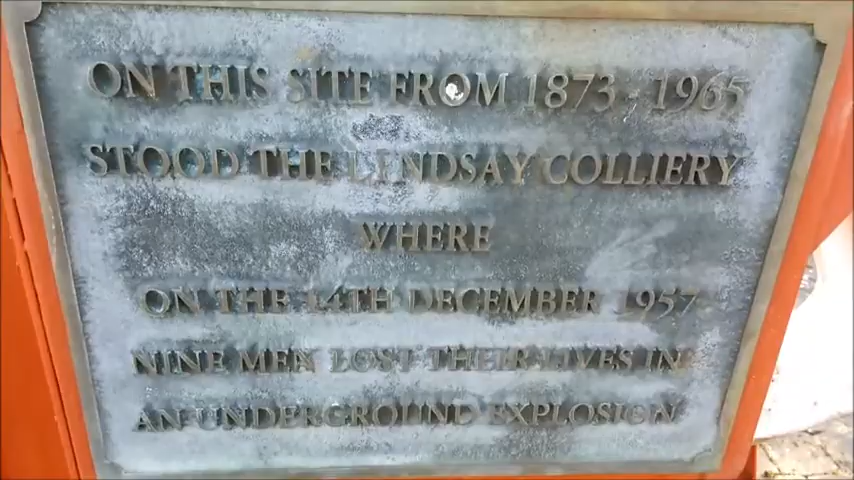 ON THIS SITE FROM 1873 - 1965
STOOD THE LINDSAY COLLIERY
WHERE
ON THE 14TH DECEMBER 1957
NINE MEN LOST THEIR LIVES IN
AN UNDERGROUND EXPLOSION